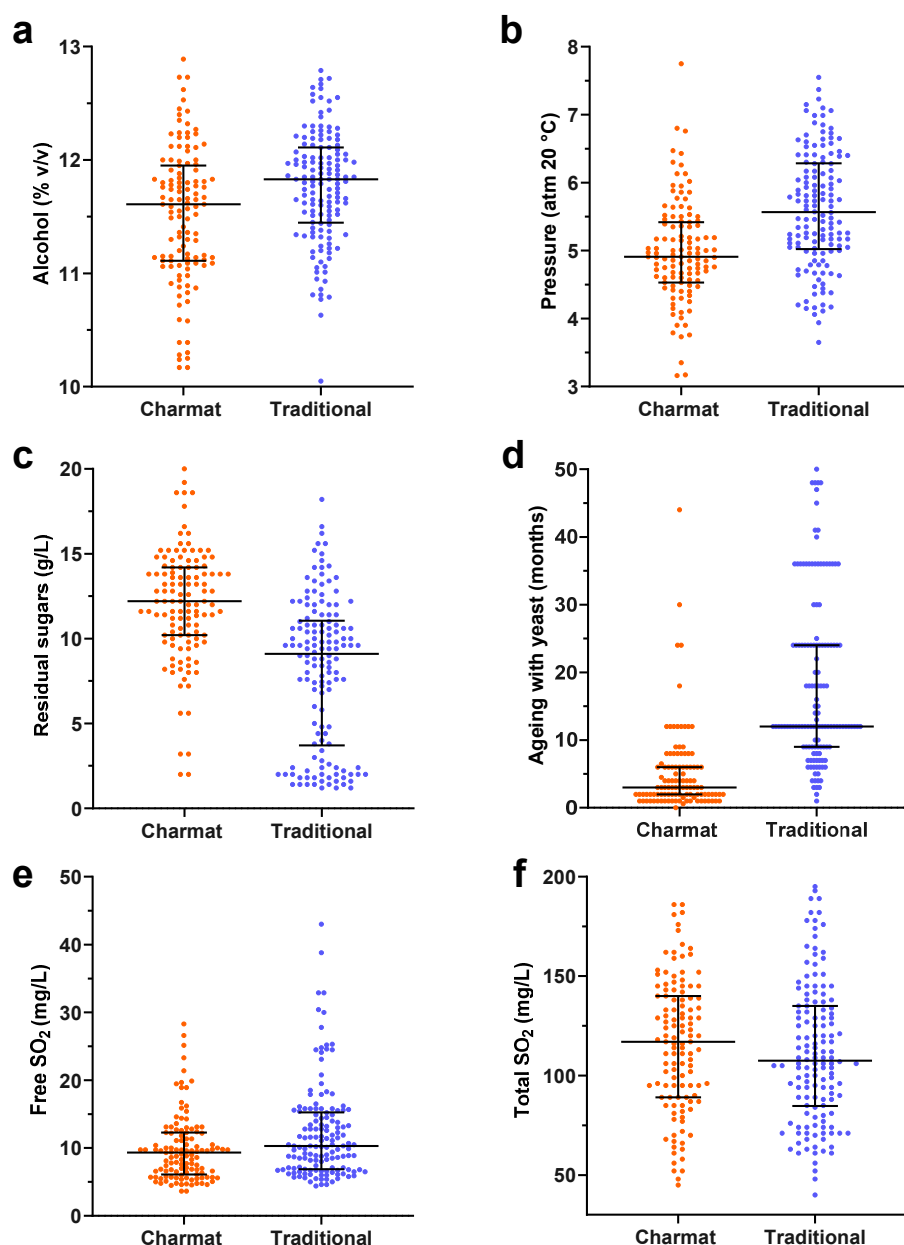 a
13
12
11
10
Alcohol (% v/v)
Charmat Traditional
b
8
7
6
5
4
3
Pressure (atm 20 °C)
Charmat Traditional
c
20
15
10
5
0
Residual sugars (g/L)
Charmat Traditional
d
50
40
30
20
10
0
Ageing with yeast (months)
Charmat Traditional
e
50
40
30
20
10
0
Free SO₂ (mg/L)
Charmat Traditional
f
200
150
100
50
Total SO₂ (mg/L)
Charmat Traditional